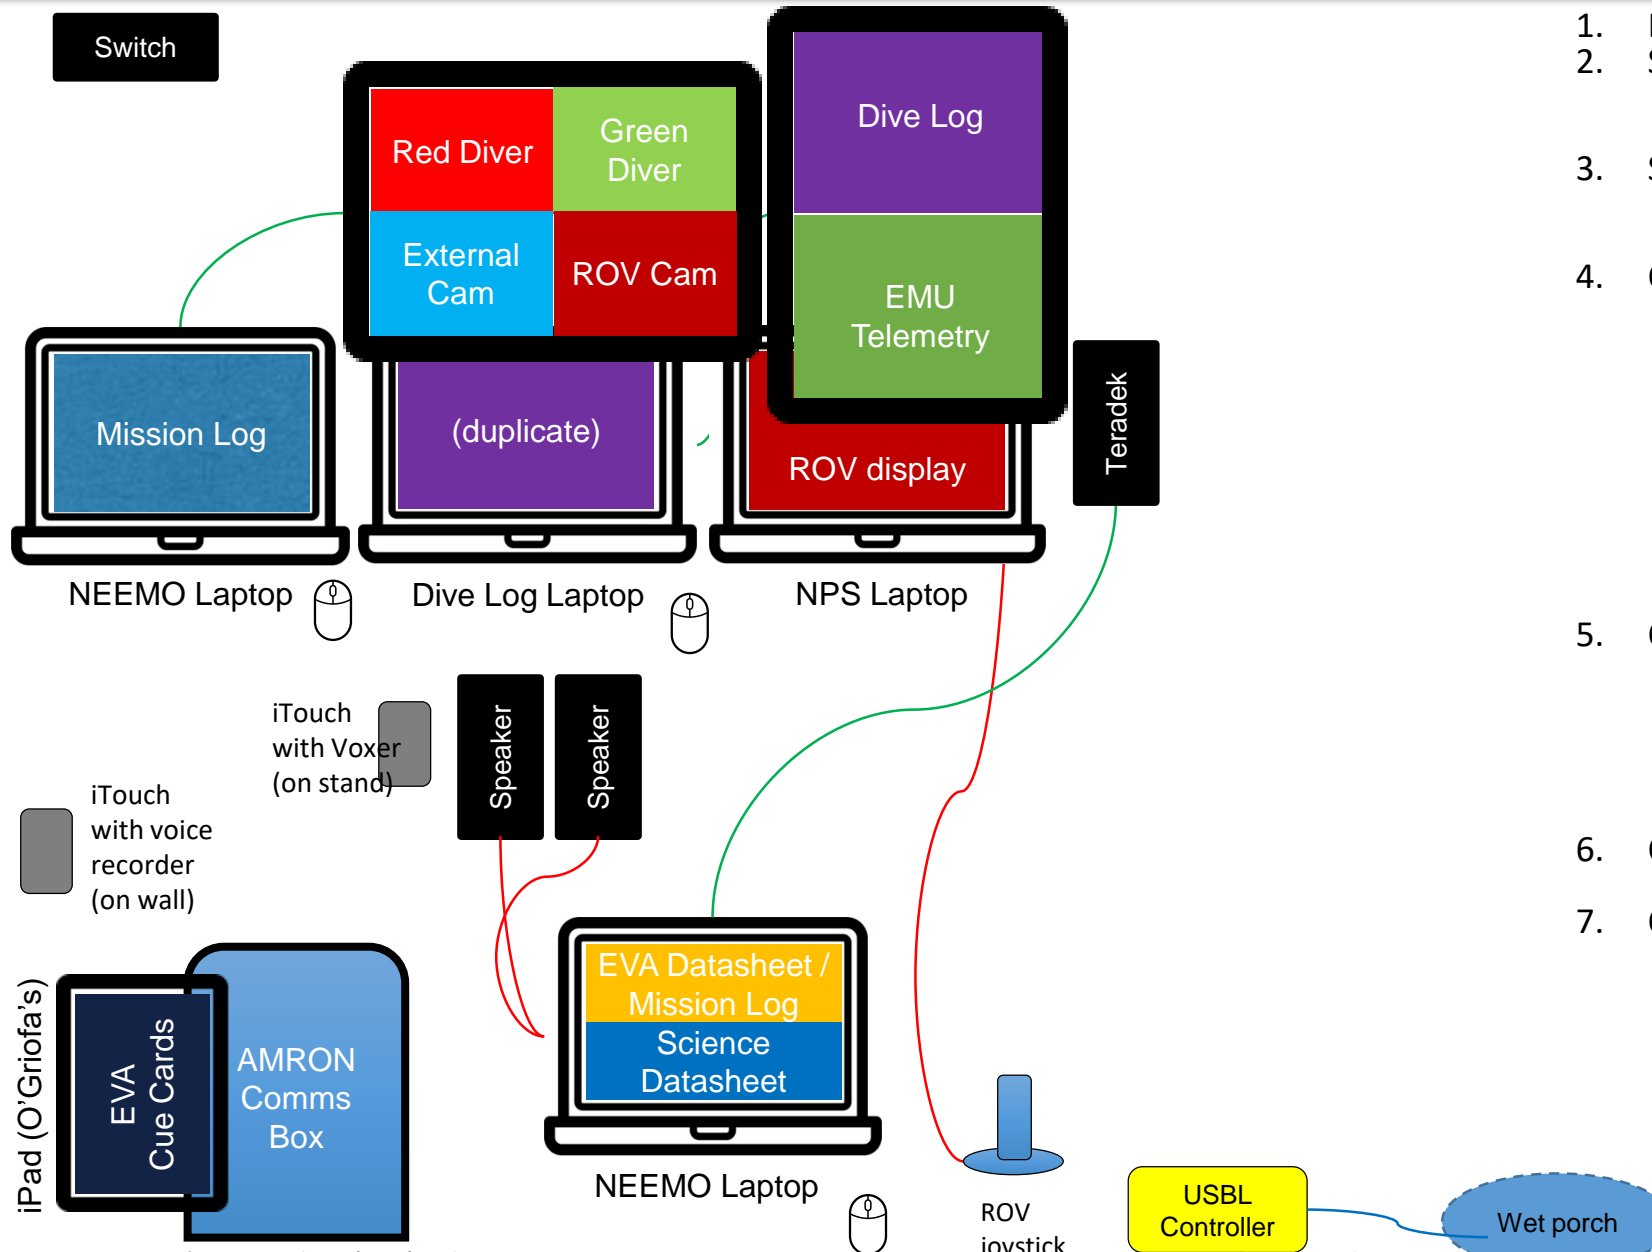 Switch
Red Diver
Green
Diver
External
Cam
ROV Cam
Dive Log
EMU
Telemetry
Mission Log
(duplicate)
ROV display
Teradek
NEEMO Laptop
Dive Log Laptop
NPS Laptop
iTouch
with Voxer
(on stand)
Speaker
Speaker
iTouch
with voice
recorder
(on wall)
iPad (O'Griofa's)
EVA
Cue Cards
AMRON
Comms
Box
EVA Datasheet /
Mission Log
Science
Datasheet
NEEMO Laptop
ROV
joystick
USBL
Controller
Wet porch
1.
2.
3.
4.
5.
6.
7.